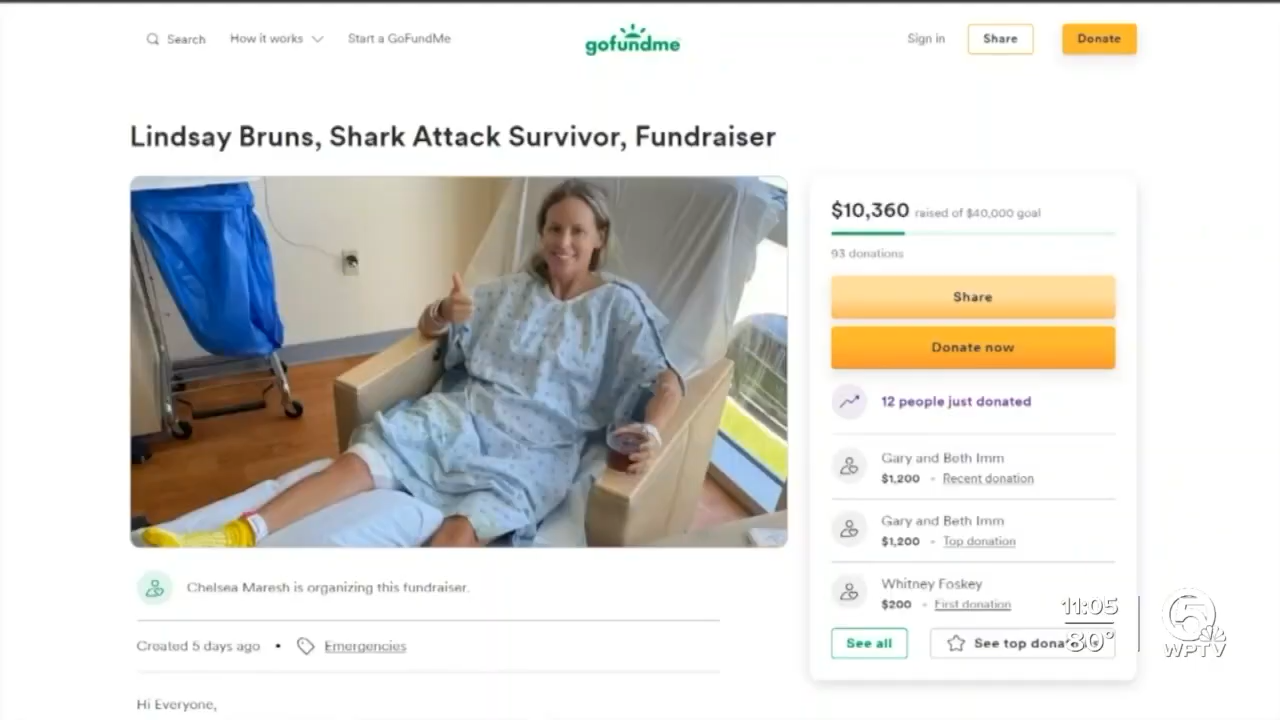 Search
How it works
Start a GoFundMe
gofundme
Sign in
Share
Donate
Lindsay Bruns, Shark Attack Survivor, Fundraiser
$10,360 raised of $40,000 goal
93 donations
Share
Donate now
12 people just donated
Gary and Beth Imm
$1,200 • Recent donation
Gary and Beth Imm
$1,200 • Top donation
Whitney Foskey
$200 • First donation
See all
See top
Chelsea Maresh is organizing this fundraiser.
Created 5 days ago • Emergencies
Hi Everyone,
11:05
80°
5
WPTV